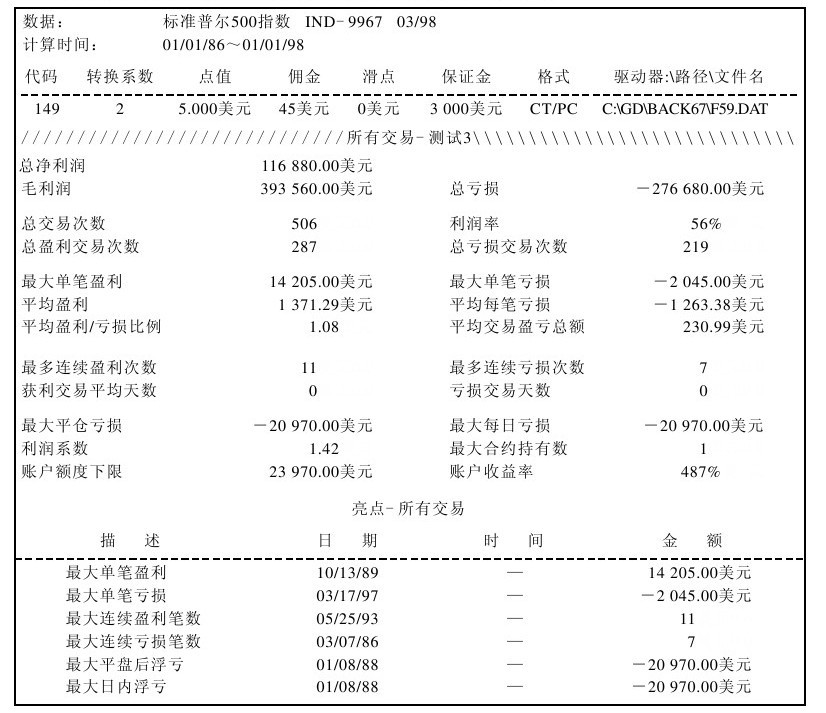 数据： 标准普尔500指数 IND-9967 03/98
计算时间： 01/01/86～01/01/98
代码 转换系数 点值 佣金 滑点 保证金 格式 驱动器:\路径\文件名
149 2 5.000美元 45美元 0美元 3 000美元 CT/PC C:\GD\BACK67\F59.DAT
/////////////////////////////所有交易-测试3\\\\\\\\\\\\\\\\\\\\\\\\\\\\\
总净利润 116 880.00美元
毛利润 393 560.00美元 总亏损 －276 680.00美元
总交易次数 506 利润率 56%
总盈利交易次数 287 总亏损交易次数 219
最大单笔盈利 14 205.00美元 最大单笔亏损 －2 045.00美元
平均盈利 1 371.29美元 平均每笔亏损 －1 263.38美元
平均盈利/亏损比例 1.08 平均交易盈亏总额 230.99美元
最多连续盈利次数 11 最多连续亏损次数 7
获利交易平均天数 0 亏损交易天数 0
最大平仓亏损 －20 970.00美元 最大每日亏损 －20 970.00美元
利润系数 1.42 最大合约持有数 1
账户额度下限 23 970.00美元 账户收益率 487%
亮点-所有交易
描 述 日 期 时 间 金 额
最大单笔盈利 10/13/89 — 14 205.00美元
最大单笔亏损 03/17/97 — －2 045.00美元
最大连续盈利笔数 05/25/93 — 11
最大连续亏损笔数 03/07/86 — 7
最大平盘后浮亏 01/08/88 — －20 970.00美元
最大日内浮亏 01/08/88 — －20 970.00美元